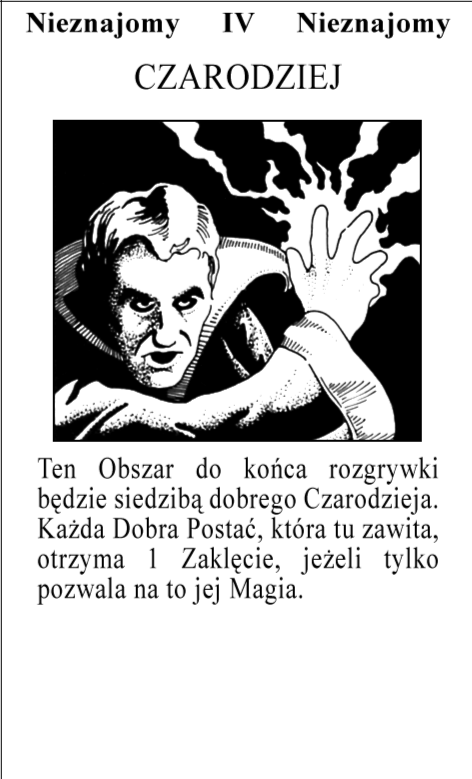 Nieznajomy IV Nieznajomy
CZARODZIEJ
Ten Obszar do końca rozgrywki
będzie siedzibą dobrego Czarodzieja.
Każda Dobra Postać, która tu zawita,
otrzyma 1 Zaklęcie, jeżeli tylko
pozwala na to jej Magia.